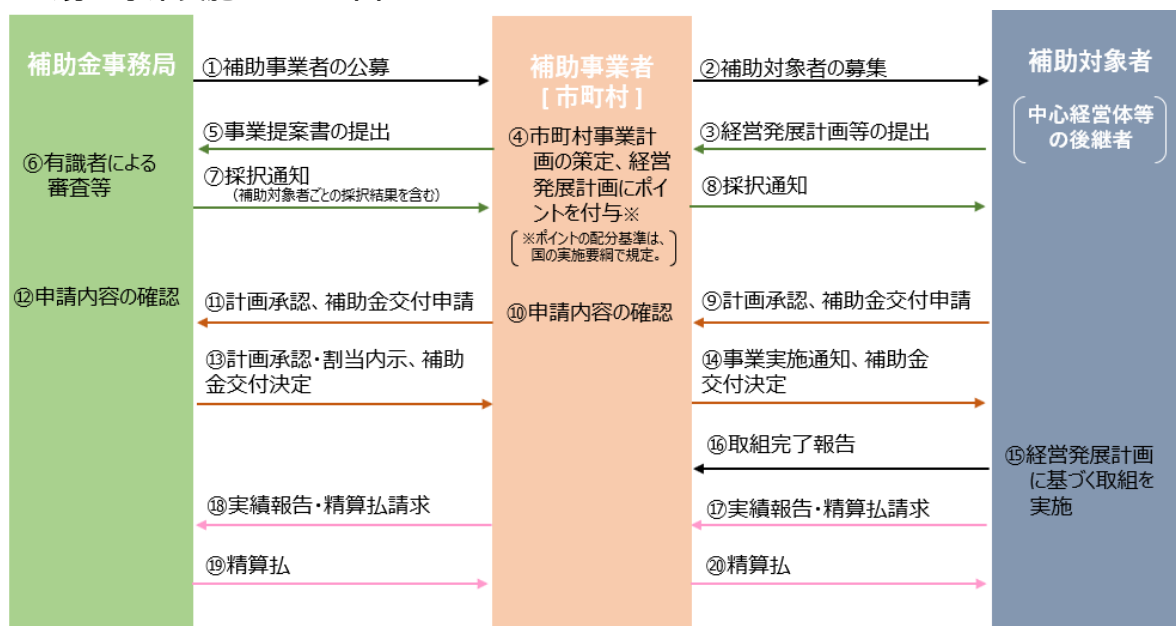 補助金事務局
補助事業者
[ 市町村 ]
補助対象者
中心経営体等
の後継者
①補助事業者の公募
②補助対象者の募集
③経営発展計画等の提出
④市町村事業計
画の策定、経営
発展計画にポイ
ントを付与※
※ポイントの配分基準は、
国の実施要綱で規定。
⑤事業提案書の提出
⑥有識者による
審査等
⑦採択通知
(補助対象者ごとの採択結果を含む)
⑧採択通知
⑨計画承認、補助金交付申請
⑩申請内容の確認
⑪計画承認、補助金交付申請
⑫申請内容の確認
⑬計画承認・割当内示、補助
金交付決定
⑭事業実施通知、補助金
交付決定
⑮経営発展計画
に基づく取組を
実施
⑯取組完了報告
⑰実績報告・精算払請求
⑱実績報告・精算払請求
⑲精算払
⑳精算払